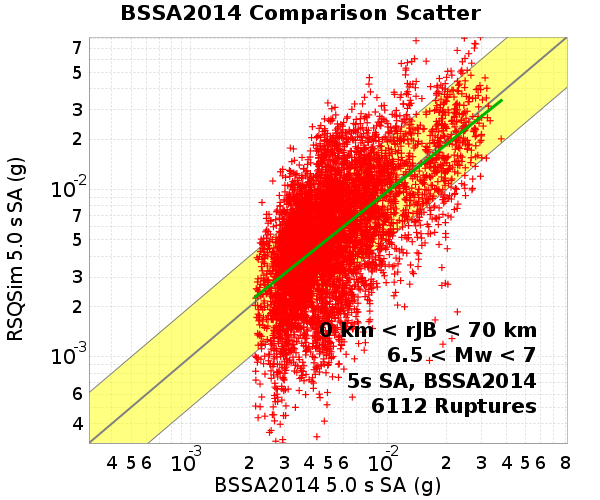 BSSA2014 Comparison Scatter
RSQSim 5.0 s SA (g)
7
5
3
2
10-2
7
5
3
2
10-3
6
4
0 km < rJB < 70 km
6.5 < Mw < 7
5s SA, BSSA2014
6112 Ruptures
4 5 6 10-3 2 3 4 5 6 10-2 2 3 4 5 6 8
BSSA2014 5.0 s SA (g)